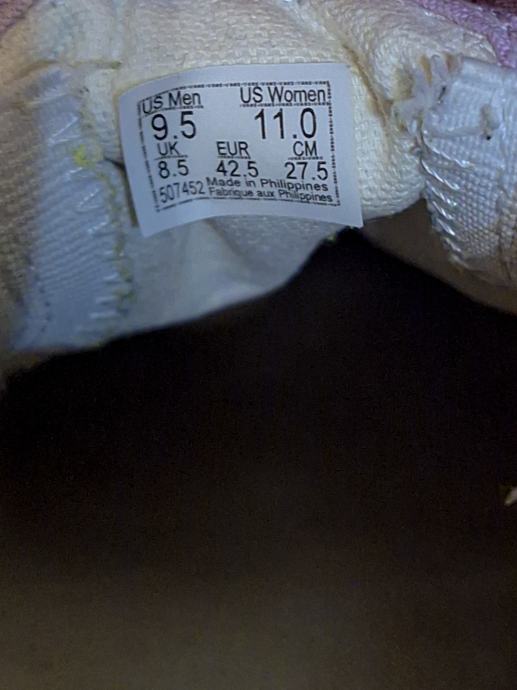 US Men US Women
9.5 11.0
UK EUR CM
8.5 42.5 27.5
507452 Made in Philippines
Fabrique aux Philippines